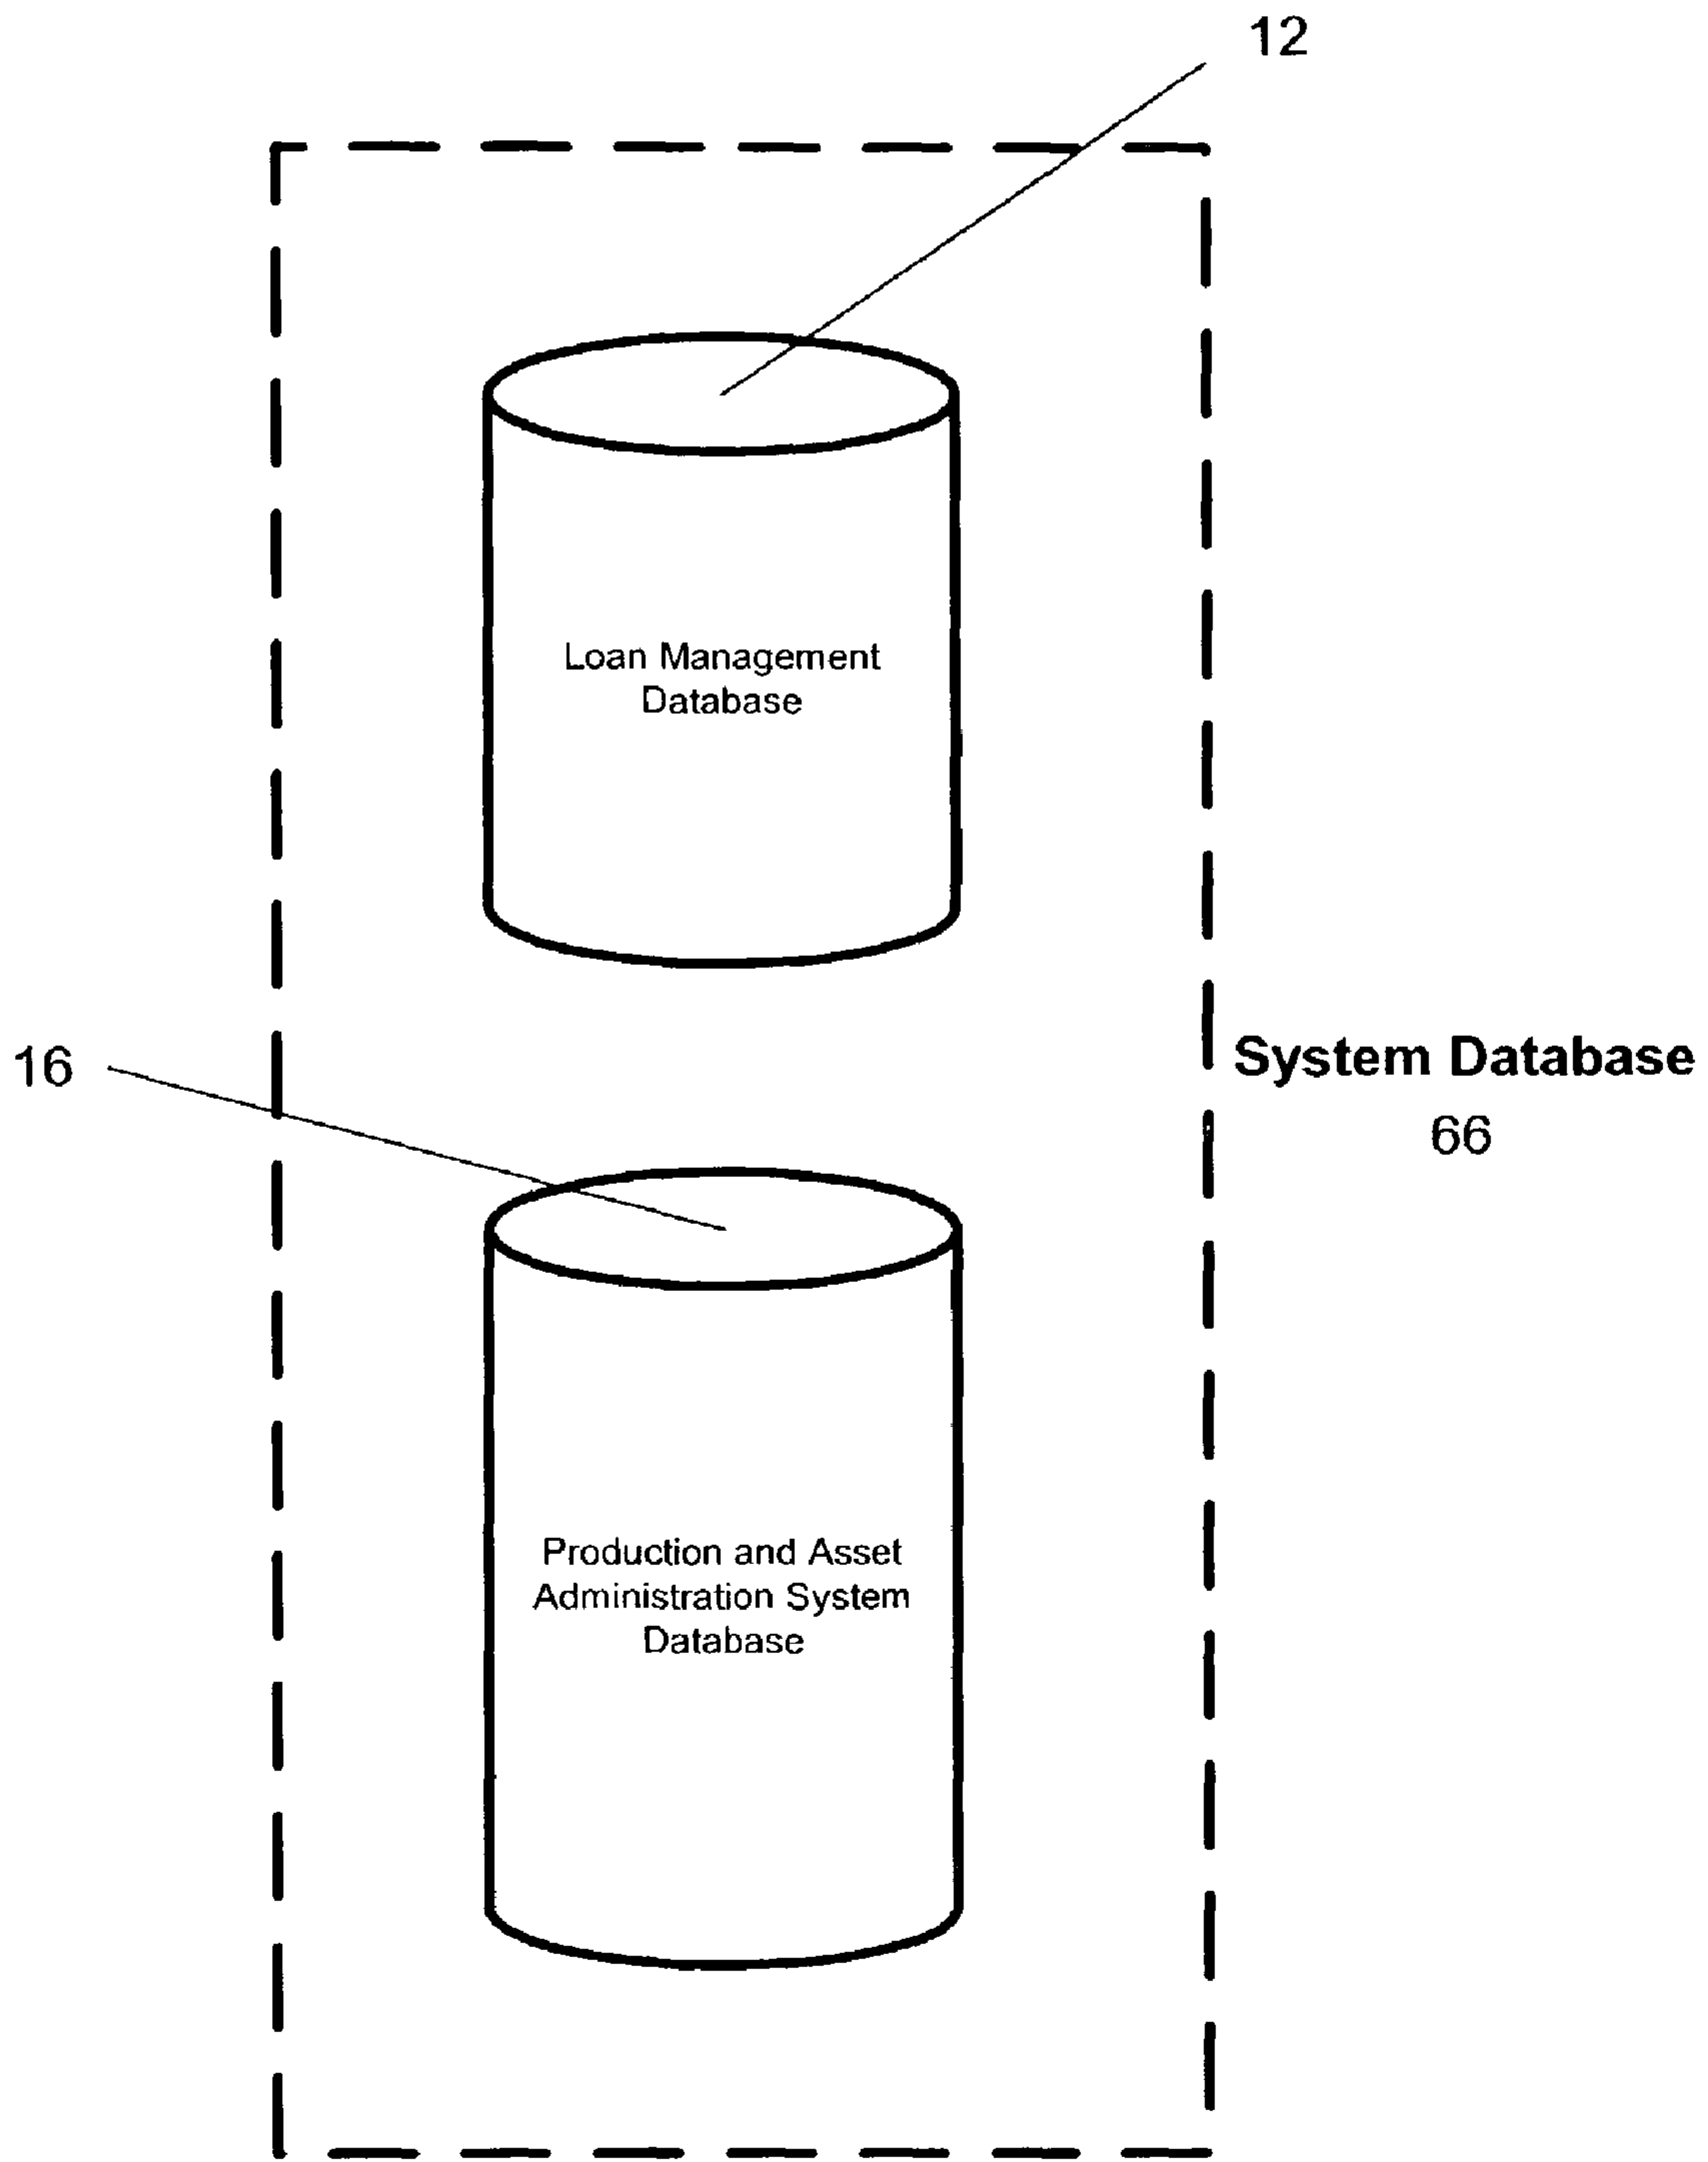 12
Loan Management
Database
16
System Database
66
Production and Asset
Administration System
Database